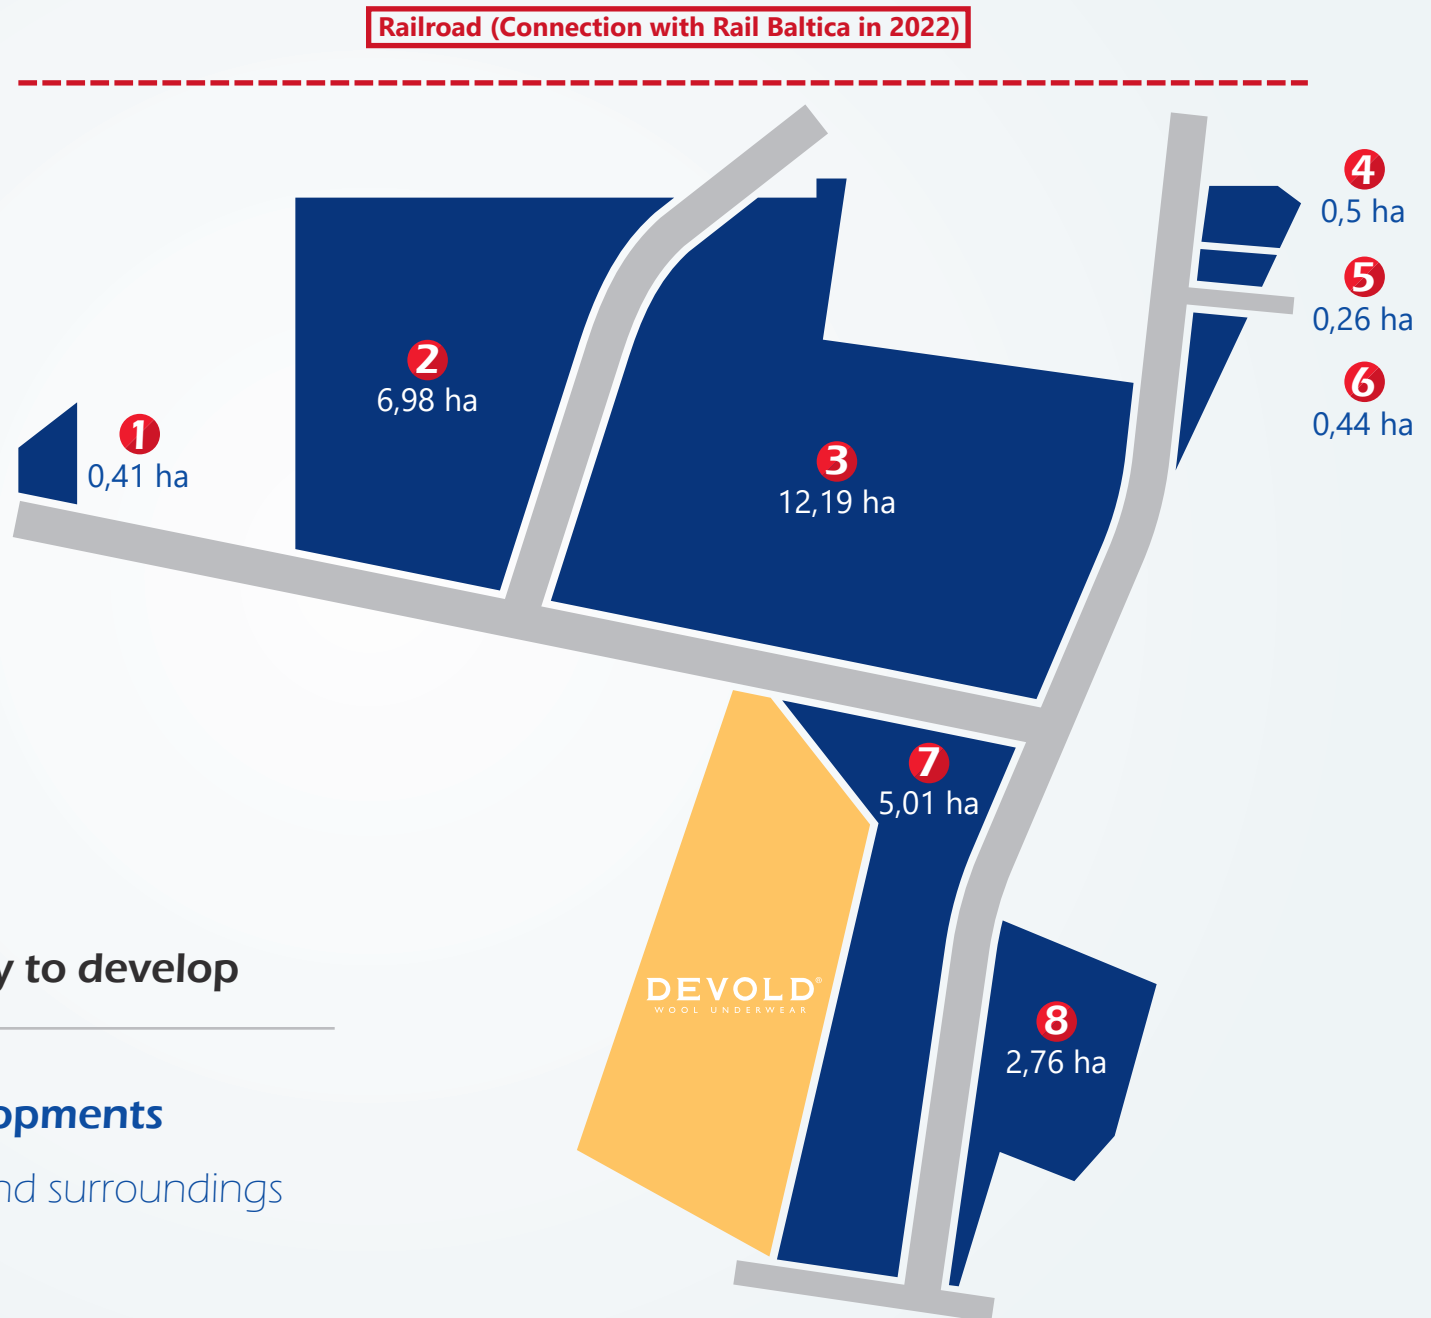 Railroad (Connection with Rail Baltica in 2022)
4
0,5 ha
5
0,26 ha
2
6,98 ha
6
0,44 ha
1
0,41 ha
3
12,19 ha
7
5,01 ha
to develop
DEVOLD®
WOOL UNDERWEAR
8
2,76 ha
surroundings